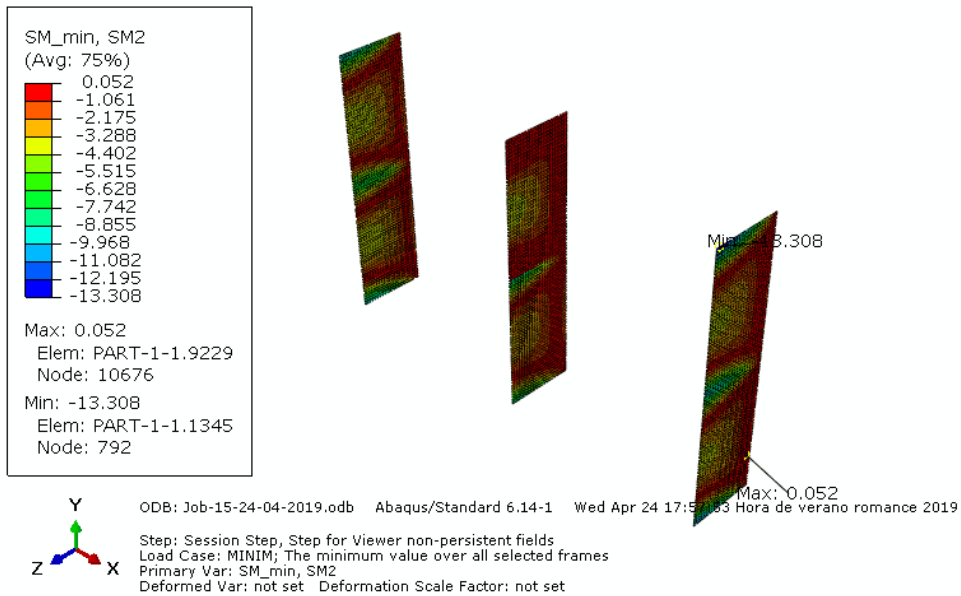 SM_min, SM2
(Avg: 75%)
0.052
-1.061
-2.175
-3.288
-4.402
-5.515
-6.628
-7.742
-8.855
-9.968
-11.082
-12.195
-13.308
Max: 0.052
Elem: PART-1-1.9229
Node: 10676
Min: -13.308
Elem: PART-1-1.1345
Node: 792
Min: -13.308
Max: 0.052
Y
Z
X
ODB: Job-15-24-04-2019.odb Abaqus/Standard 6.14-1 Wed Apr 24 Hora de verano romance 2019
Step: Session Step, Step for Viewer non-persistent fields
Load Case: MINIM; The minimum value over all selected frames
Primary Var: SM_min, SM2
Deformed Var: not set Deformation Scale Factor: not set